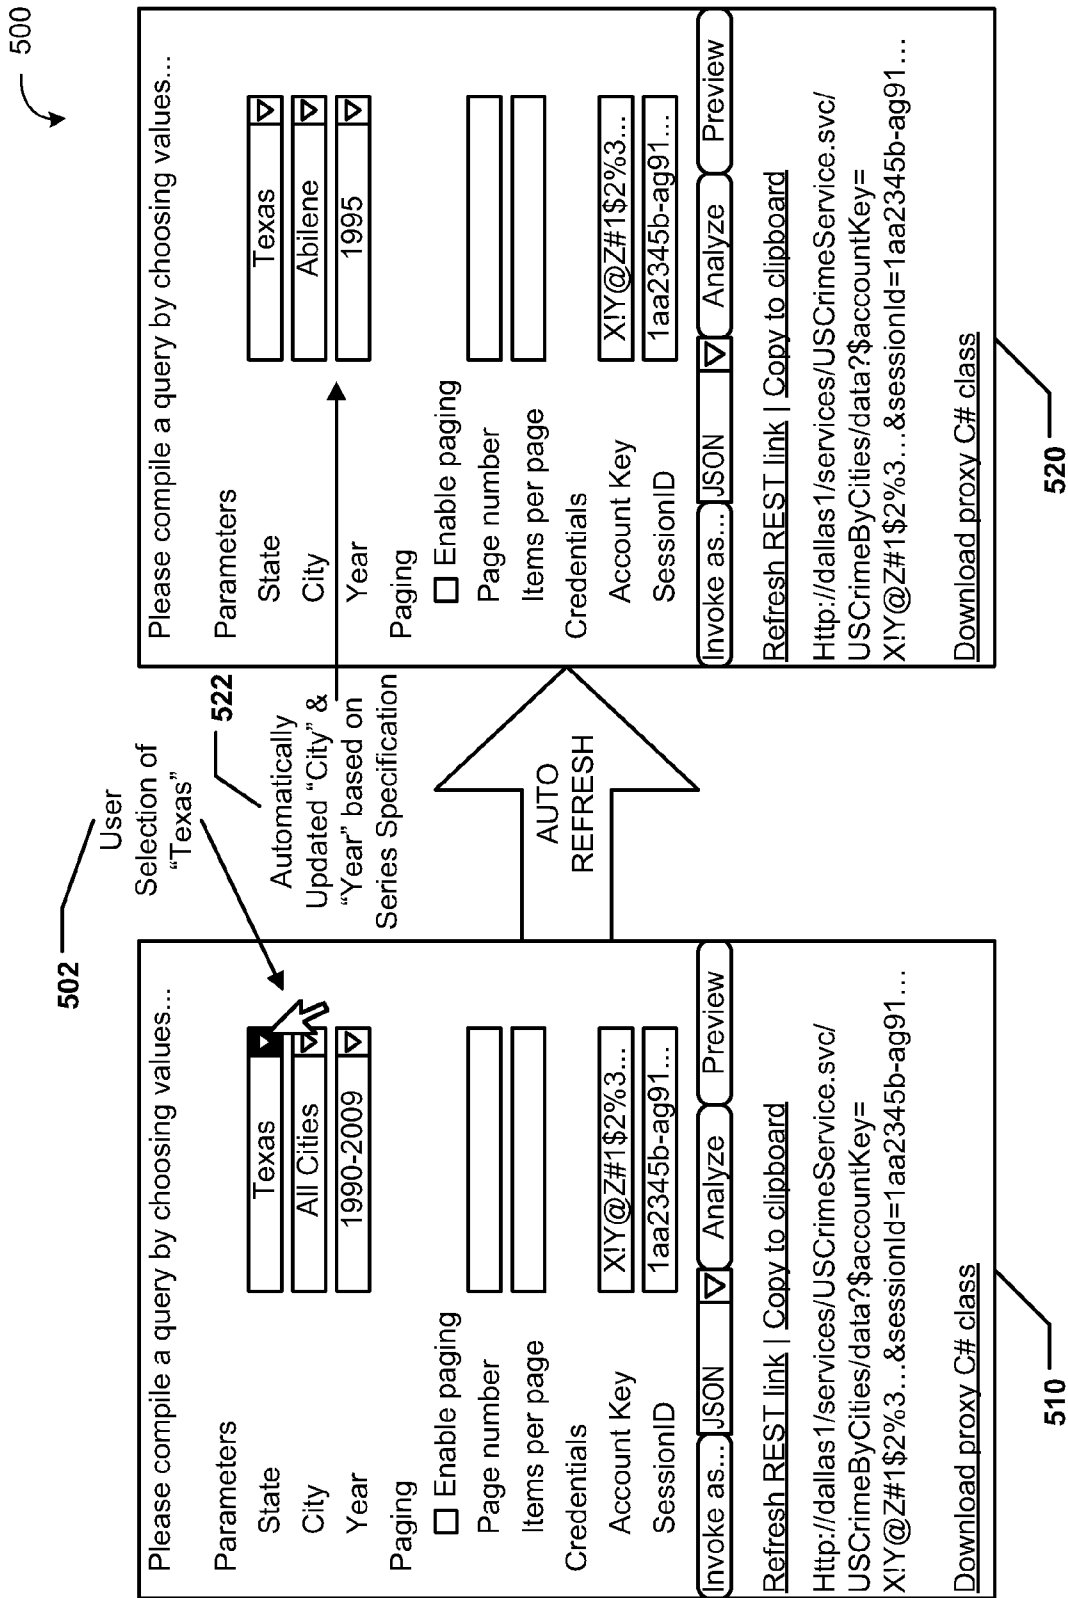 500
502
User
Selection of
“Texas”
522
Automatically
Updated “City” &
“Year” based on
Series Specification
Please compile a query by choosing values...
Parameters
State Texas
City All Cities
Year 1990-2009
Paging
Enable paging
Page number
Items per page
Credentials
Account Key X!Y@Z#1$2%3...
SessionID 1aa2345b-ag91...
Invoke as... JSON Analyze Preview
Refresh REST link | Copy to clipboard
Http://dallas1/services/USCrimeService.svc/
USCrimeByCities/data?$accountKey=
X!Y@Z#1$2%3...&sessionId=1aa2345b-ag91...
Download proxy C# class
510
AUTO
REFRESH
Please compile a query by choosing values...
Parameters
State Texas
City Abilene
Year 1995
Paging
Enable paging
Page number
Items per page
Credentials
Account Key X!Y@Z#1$2%3...
SessionID 1aa2345b-ag91...
Invoke as... JSON Analyze Preview
Refresh REST link | Copy to clipboard
Http://dallas1/services/USCrimeService.svc/
USCrimeByCities/data?$accountKey=
X!Y@Z#1$2%3...&sessionId=1aa2345b-ag91...
Download proxy C# class
520